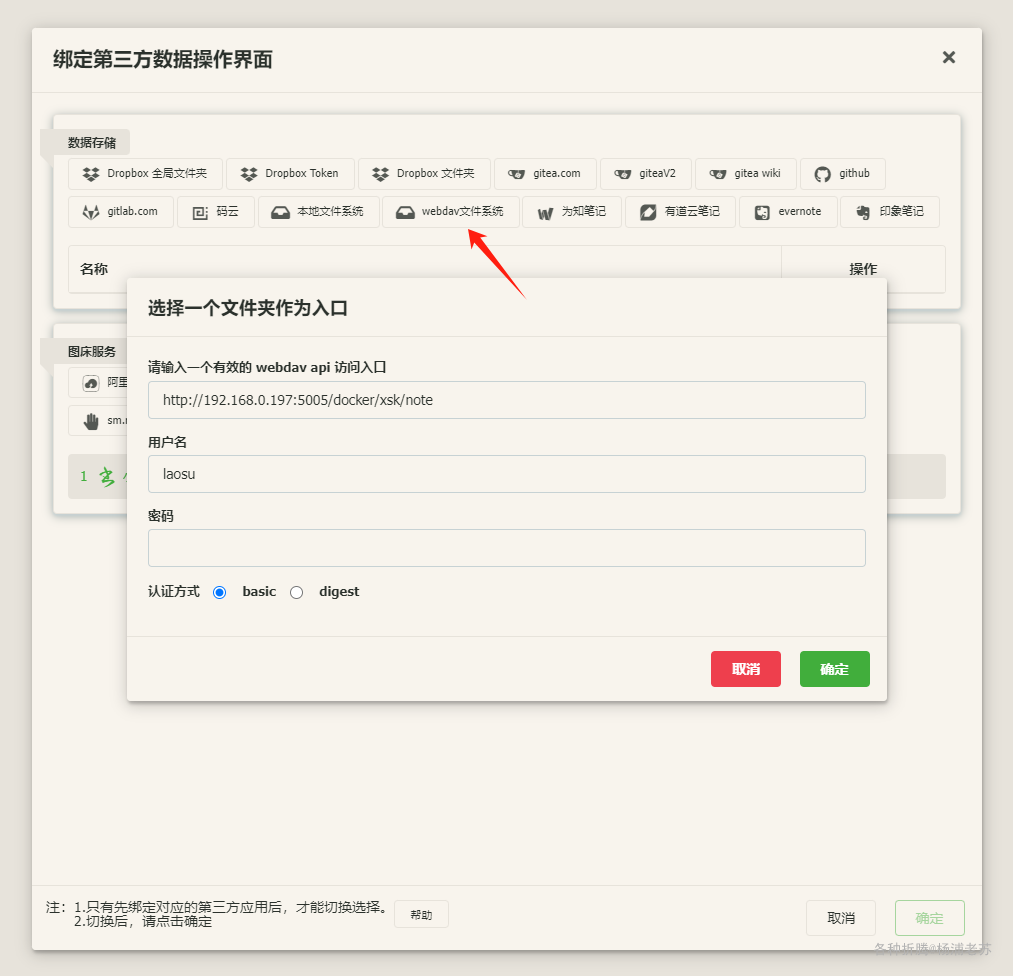 绑定第三方数据操作界面
数据存储
Dropbox 全局文件夹 Dropbox Token Dropbox 文件夹 gitea.com giteaV2 gitea wiki github
gitlab.com 码云 本地文件系统 webdav文件系统 为知笔记 有道云笔记 evernote 印象笔记
名称 操作
选择一个文件夹作为入口
图床服务
请输入一个有效的 webdav api 访问入口
阿里
http://192.168.0.197:5005/docker/xsk/note
sm.
用户名
1
laosu
密码
认证方式 basic digest
取消 确定
注：1.只有先绑定对应的第三方应用后，才能切换选择。 帮助
2.切换后，请点击确定
取消 确定
各种折腾@杨浦老苏